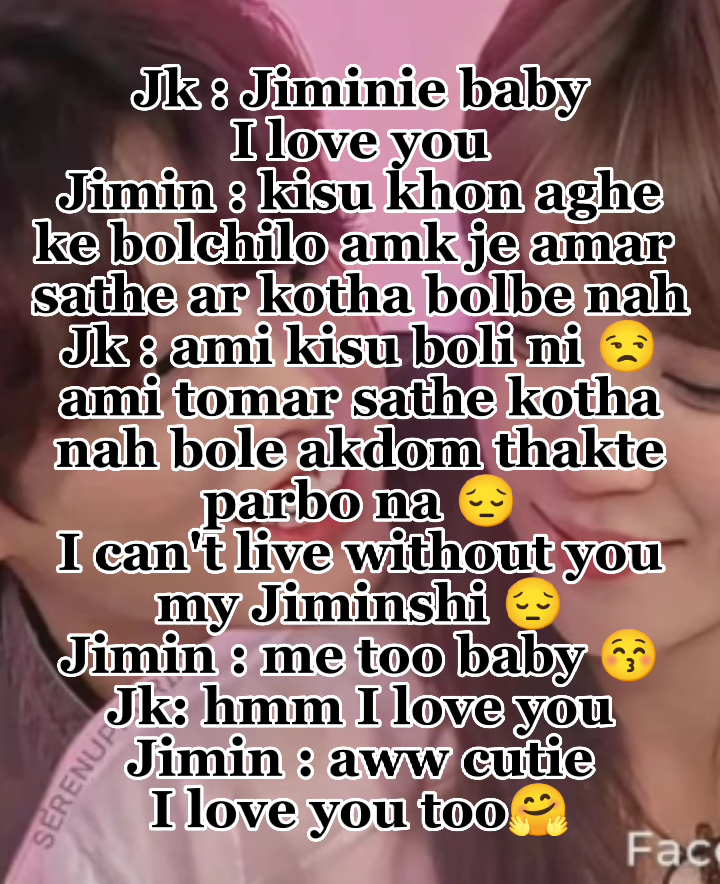 Jk : Jiminie baby
I love you
Jimin : kisu khon aghe
ke bolchilo amk je amar
sathe ar kotha bolbe nah
Jk : ami kisu boli ni 😒
ami tomar sathe kotha
nah bole akdom thakte
parbo na 😔
I can't live without you
my Jiminshi 😔
Jimin : me too baby 😚
Jk: hmm I love you
Jimin : aww cutie
I love you too🤗